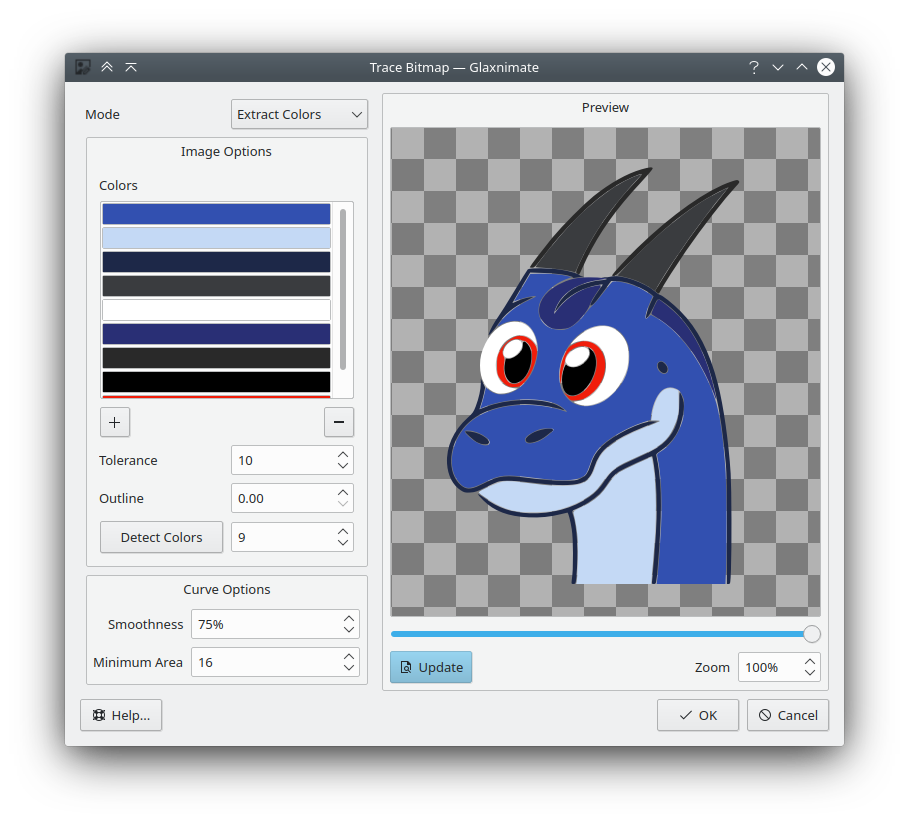 Trace Bitmap — Glaxnimate
Mode
Extract Colors
Image Options
Colors
Tolerance
10
Outline
0.00
Detect Colors
9
Curve Options
Smoothness
75%
Minimum Area
16
Help...
Preview
Update
Zoom
100%
OK
Cancel